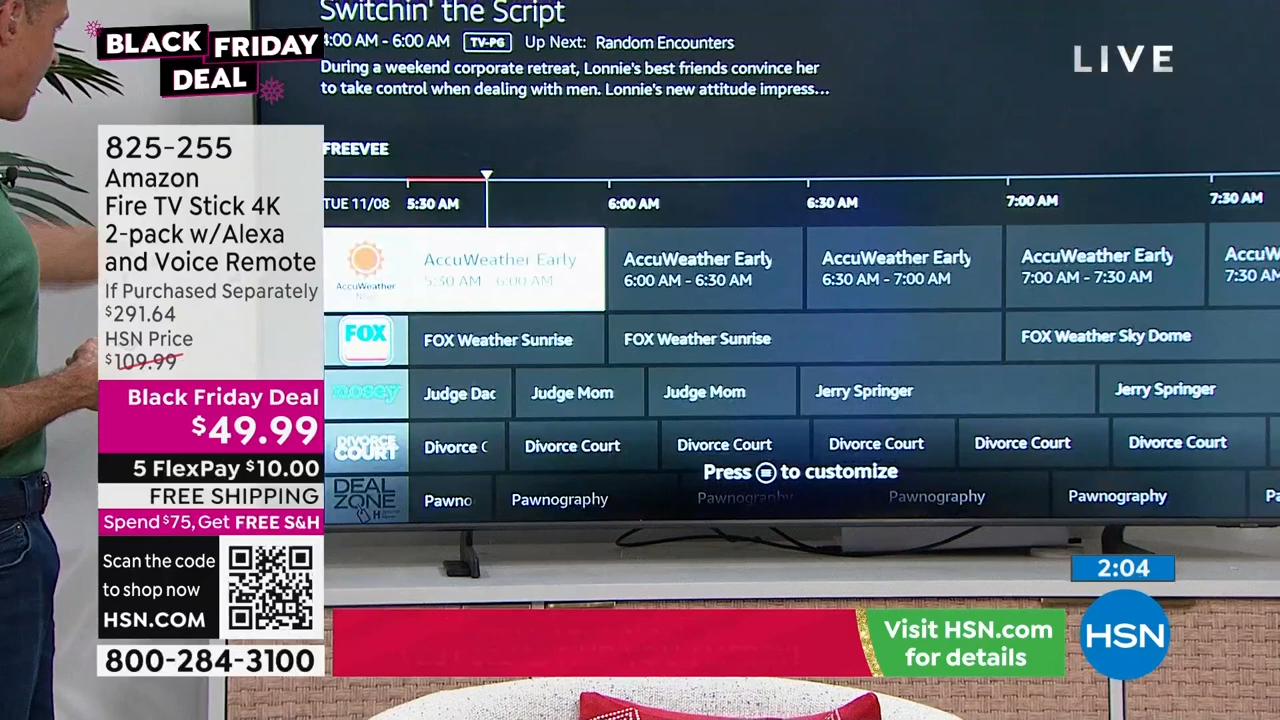 BLACK FRIDAY
DEAL
825-255
Amazon
Fire TV Stick 4K
2-pack w/Alexa
and Voice Remote
If Purchased Separately
$291.64
HSN Price
$109.99
Black Friday Deal
$49.99
5 FlexPay $10.00
FREE SHIPPING
Spend $75, Get FREE S&H
Scan the code
to shop now
HSN.COM
800-284-3100
Switchin' the Script
4:00 AM - 6:00 AM TV-PG Up Next: Random Encounters
During a weekend corporate retreat, Lonnie's best friends convince her
to take control when dealing with men. Lonnie's new attitude impress...
LIVE
FREEVEE
TUE 11/08 5:30 AM 6:00 AM 6:30 AM 7:00 AM 7:30 AM
AccuWeather AccuWeather Early AccuWeather Early AccuWeather Early AccuWeather Early AccuW
5:30 AM - 6:00 AM 6:00 AM - 6:30 AM 6:30 AM - 7:00 AM 7:00 AM - 7:30 AM 7:30 AM
FOX FOX Weather Sunrise FOX Weather Sunrise FOX Weather Sky Dome
Judge Dac Judge Mom Judge Mom Jerry Springer Jerry Springer
DIVORCE COURT Divorce C Divorce Court Divorce Court Divorce Court Divorce Court Divorce Court
Press to customize
DEAL ZONE Pawno Pawnography Pawnography Pawnography Pawnography Pa
2:04
Visit HSN.com
for details
HSN